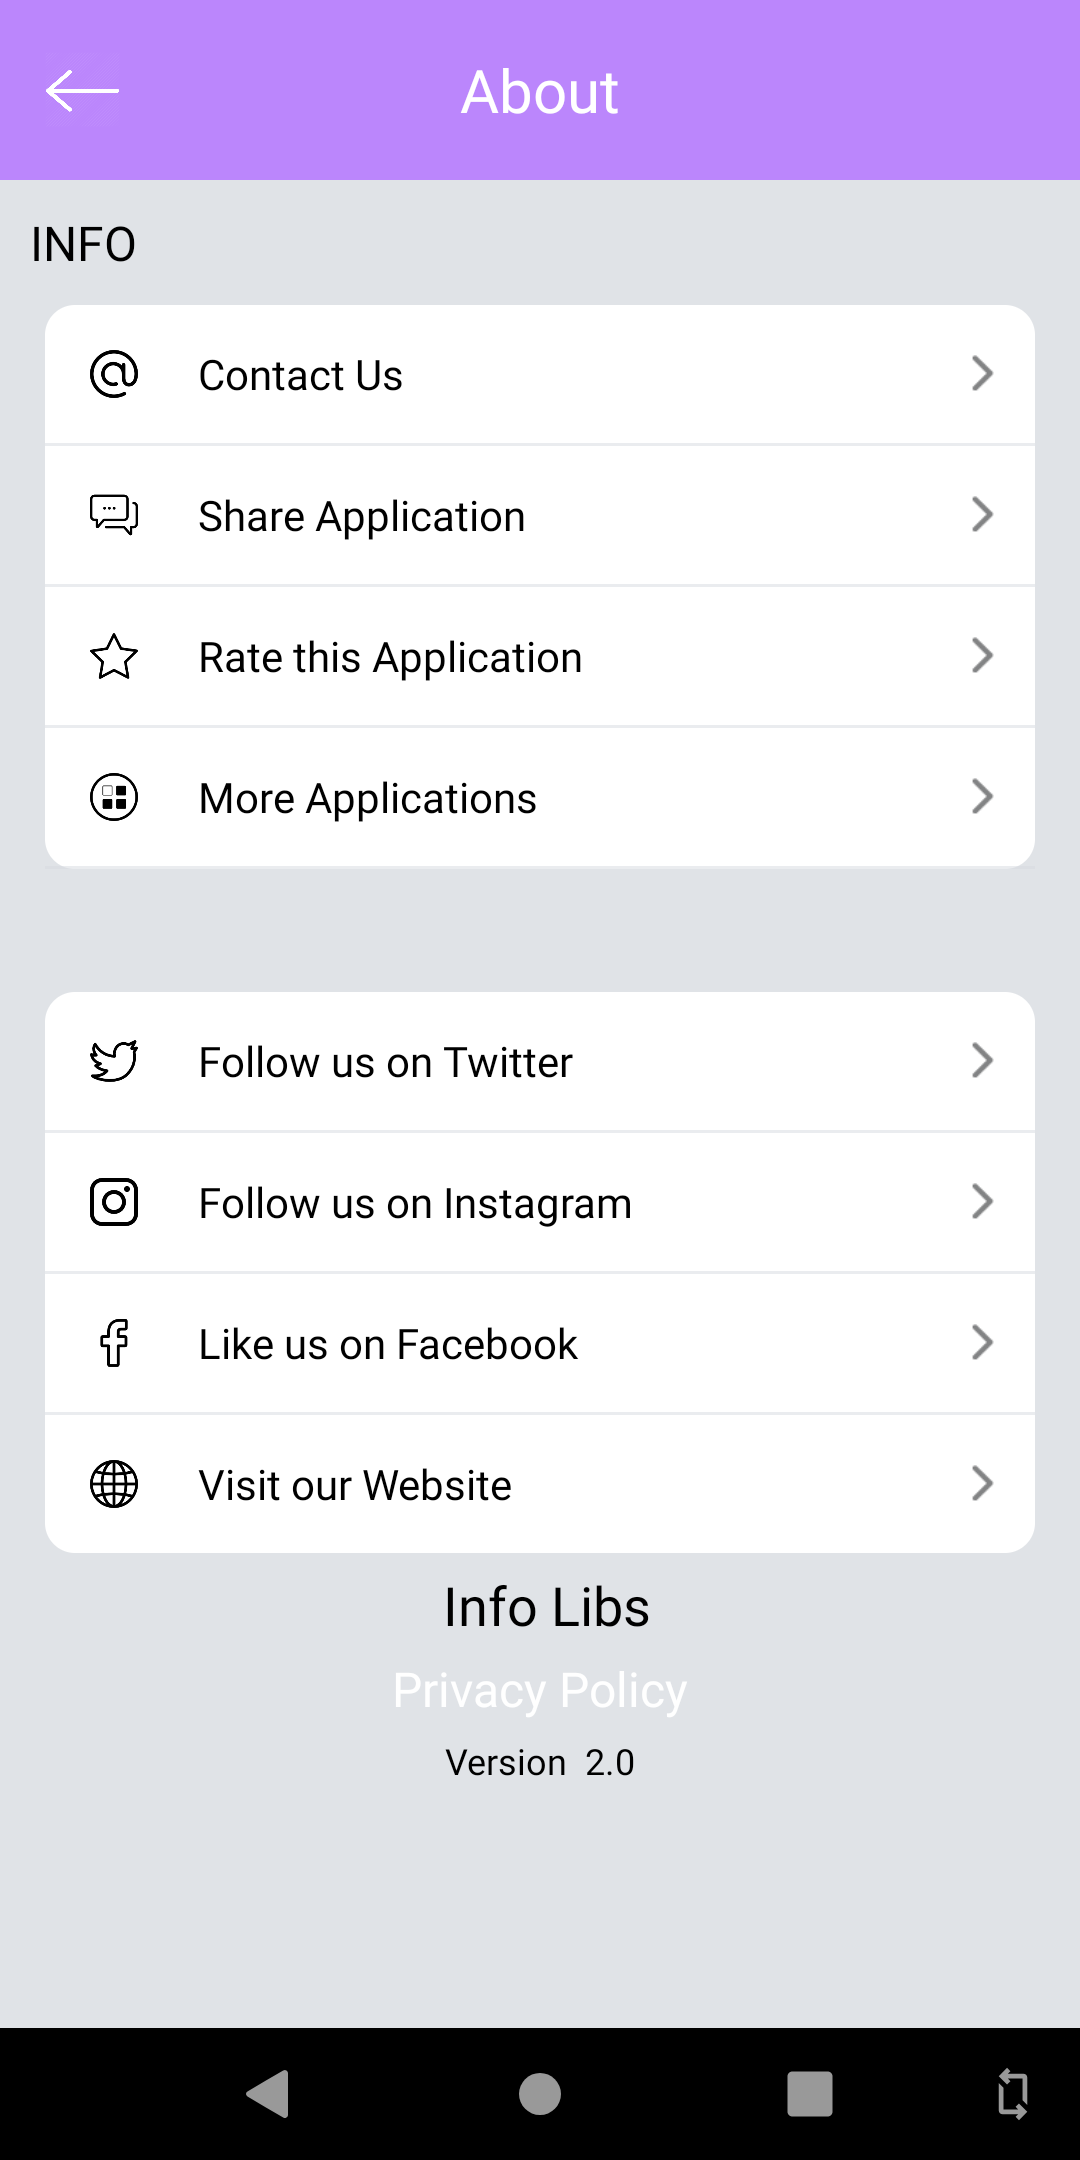 About
INFO
Contact Us
Share Application
Rate this Application
More Applications
Follow us on Twitter
Follow us on Instagram
Like us on Facebook
Visit our Website
Info Libs
Privacy Policy
Version 2.0